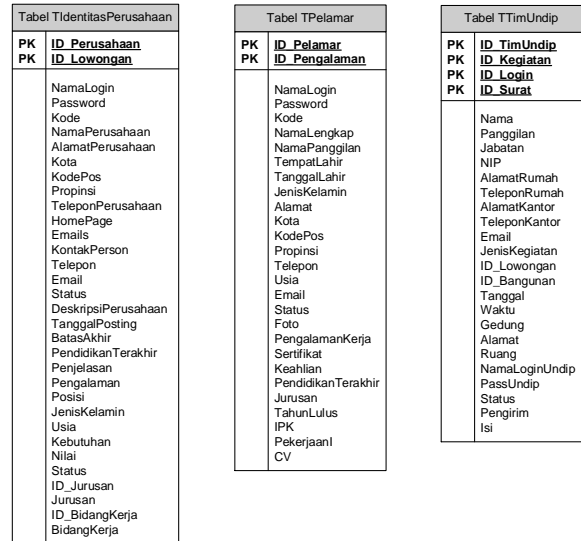 Tabel TIdentitasPerusahaan
PK ID_Perusahaan
PK ID_Lowongan
NamaLogin
Password
Kode
NamaPerusahaan
AlamatPerusahaan
Kota
KodePos
Propinsi
TeleponPerusahaan
HomePage
Emails
KontakPerson
Telepon
Email
Status
DeskripsiPerusahaan
TanggalPosting
BatasAkhir
PendidikanTerakhir
Penjelasan
Pengalaman
Posisi
JenisKelamin
Usia
Kebutuhan
Nilai
Status
ID_Jurusan
Jurusan
ID_BidangKerja
BidangKerja
Tabel TPelamar
PK ID_Pelamar
PK ID_Pengalaman
NamaLogin
Password
Kode
NamaLengkap
NamaPanggilan
TempatLahir
TanggalLahir
JenisKelamin
Alamat
Kota
KodePos
Propinsi
Telepon
Usia
Email
Status
Foto
PengalamanKerja
Sertifikat
Keahlian
PendidikanTerakhir
Jurusan
TahunLulus
IPK
PekerjaanI
CV
Tabel TTimUndip
PK ID_TimUndip
PK ID_Kegiatan
PK ID_Login
PK ID_Surat
Nama
Panggilan
Jabatan
NIP
AlamatRumah
TeleponRumah
AlamatKantor
TeleponKantor
Email
JenisKegiatan
ID_Lowongan
ID_Bangunan
Tanggal
Waktu
Gedung
Alamat
Ruang
NamaLoginUndip
PassUndip
Status
Pengirim
Isi